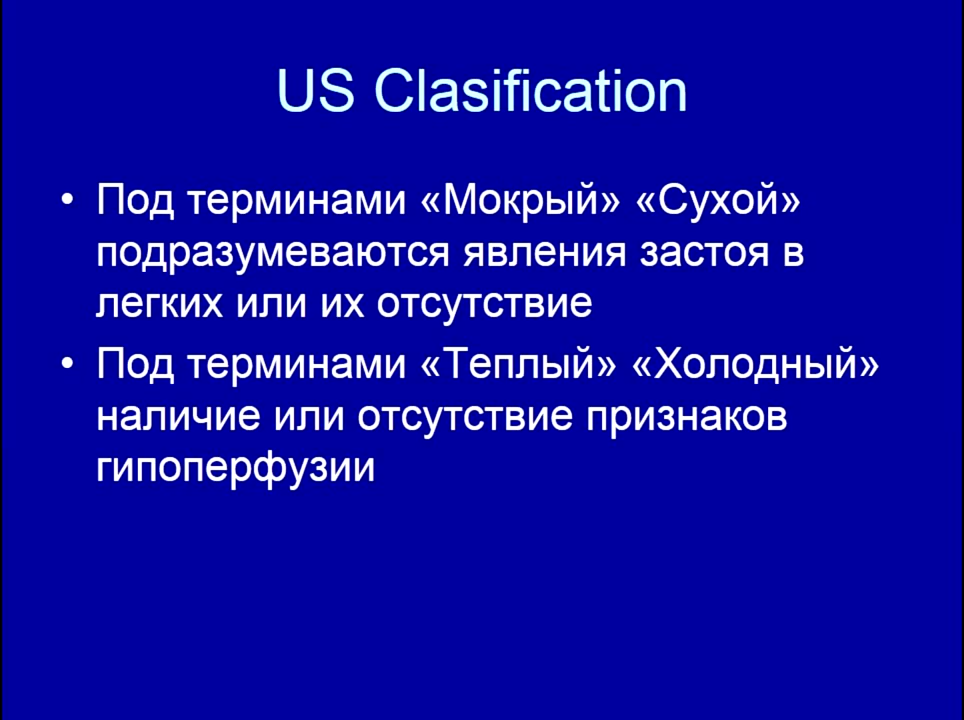 US Clasification
• Под терминами «Мокрый» «Сухой»
подразумеваются явления застоя в
легких или их отсутствие
• Под терминами «Теплый» «Холодный»
наличие или отсутствие признаков
гипоперфузии